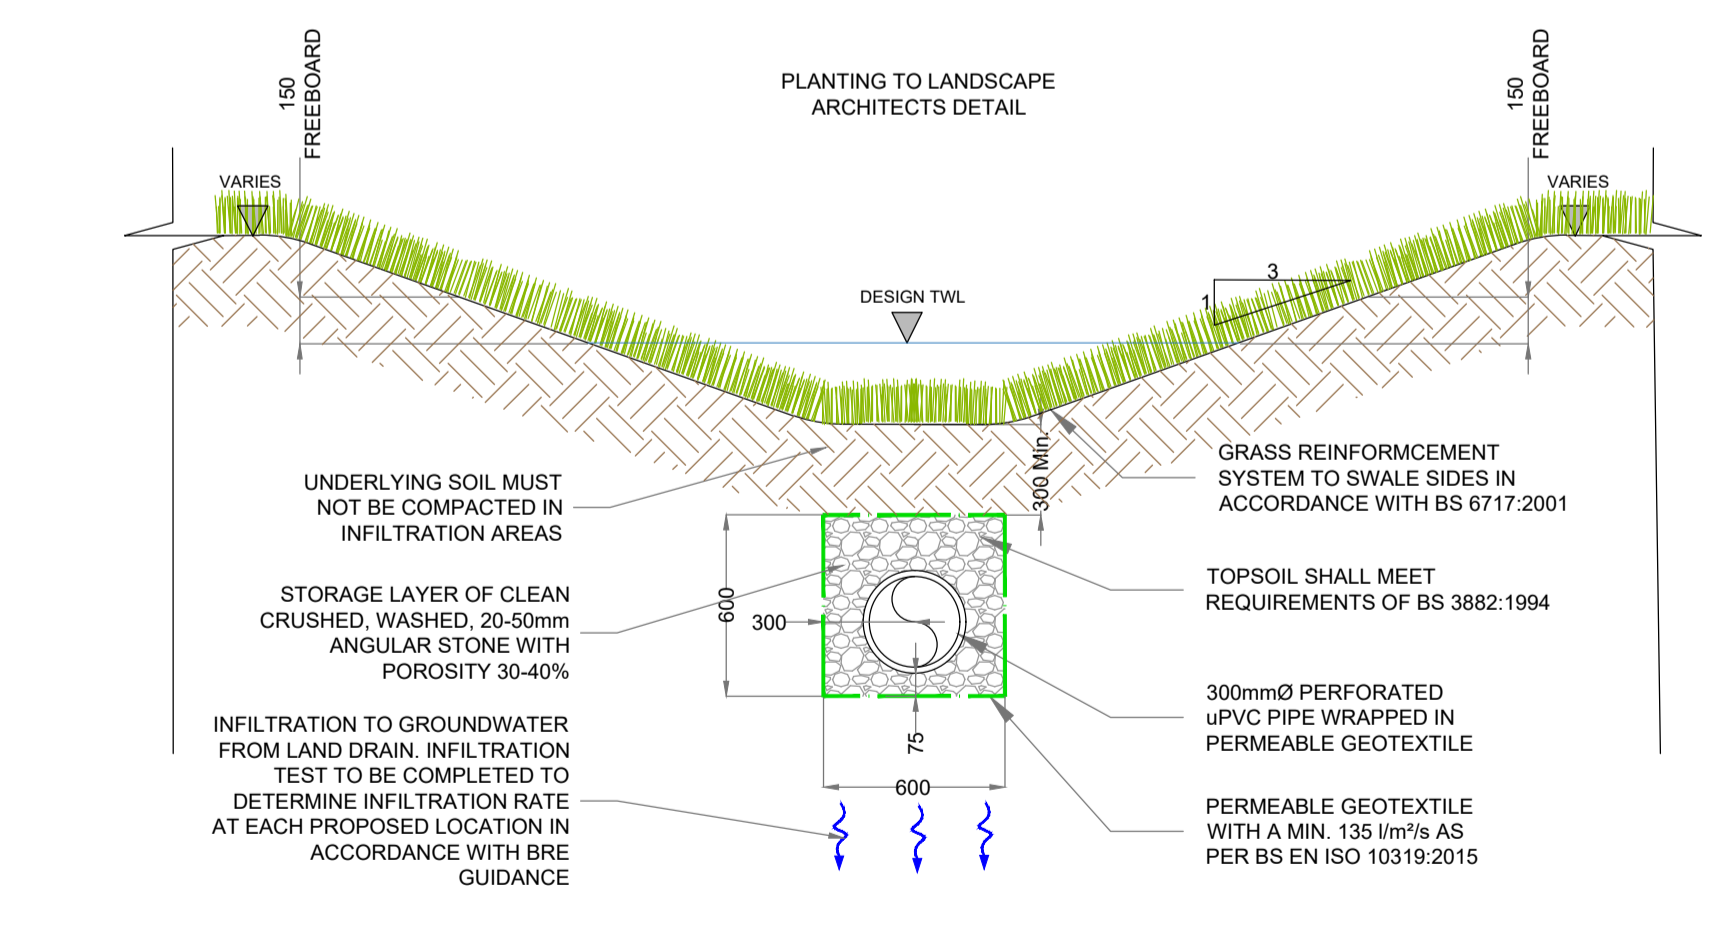 150
FREEBOARD
PLANTING TO LANDSCAPE
ARCHITECTS DETAIL
150
FREEBOARD
VARIES
VARIES
DESIGN TWL
3
1
300 Min.
UNDERLYING SOIL MUST
NOT BE COMPACTED IN
INFILTRATION AREAS
STORAGE LAYER OF CLEAN
CRUSHED, WASHED, 20-50mm
ANGULAR STONE WITH
POROSITY 30-40%
INFILTRATION TO GROUNDWATER
FROM LAND DRAIN. INFILTRATION
TEST TO BE COMPLETED TO
DETERMINE INFILTRATION RATE
AT EACH PROPOSED LOCATION IN
ACCORDANCE WITH BRE
GUIDANCE
600
300
75
600
GRASS REINFORMCEMENT
SYSTEM TO SWALE SIDES IN
ACCORDANCE WITH BS 6717:2001
TOPSOIL SHALL MEET
REQUIREMENTS OF BS 3882:1994
300mmØ PERFORATED
uPVC PIPE WRAPPED IN
PERMEABLE GEOTEXTILE
PERMEABLE GEOTEXTILE
WITH A MIN. 135 l/m²/s AS
PER BS EN ISO 10319:2015